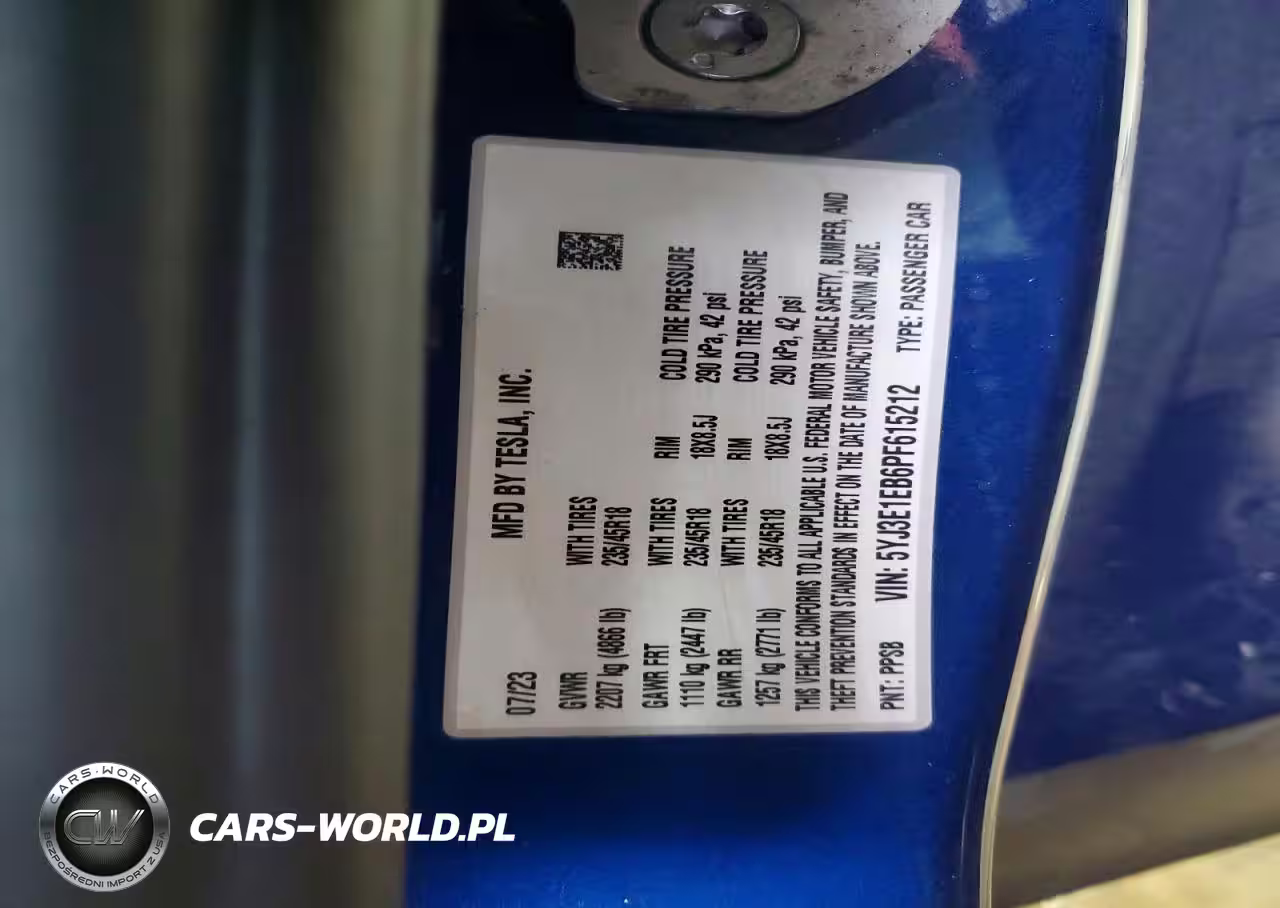 MFD BY TESLA, INC.
07/23
GVWR WITH TIRES
2207 kg (4866 lb) 235/45R18
GAWR FRT WITH TIRES RIM COLD TIRE PRESSURE
1110 kg (2447 lb) 235/45R18 18X8.5J 290 kPa, 42 psi
GAWR RR WITH TIRES RIM COLD TIRE PRESSURE
1257 kg (2771 lb) 235/45R18 18X8.5J 290 kPa, 42 psi
THIS VEHICLE CONFORMS TO ALL APPLICABLE U.S. FEDERAL MOTOR VEHICLE SAFETY, BUMPER, AND
THEFT PREVENTION STANDARDS IN EFFECT ON THE DATE OF MANUFACTURE SHOWN ABOVE.
PNT: PPSB VIN: 5YJ3E1EB6PF615212 TYPE: PASSENGER CAR
CARS-WORLD
CW
BEZPOŚREDNI IMPORT Z USA
CARS-WORLD.PL